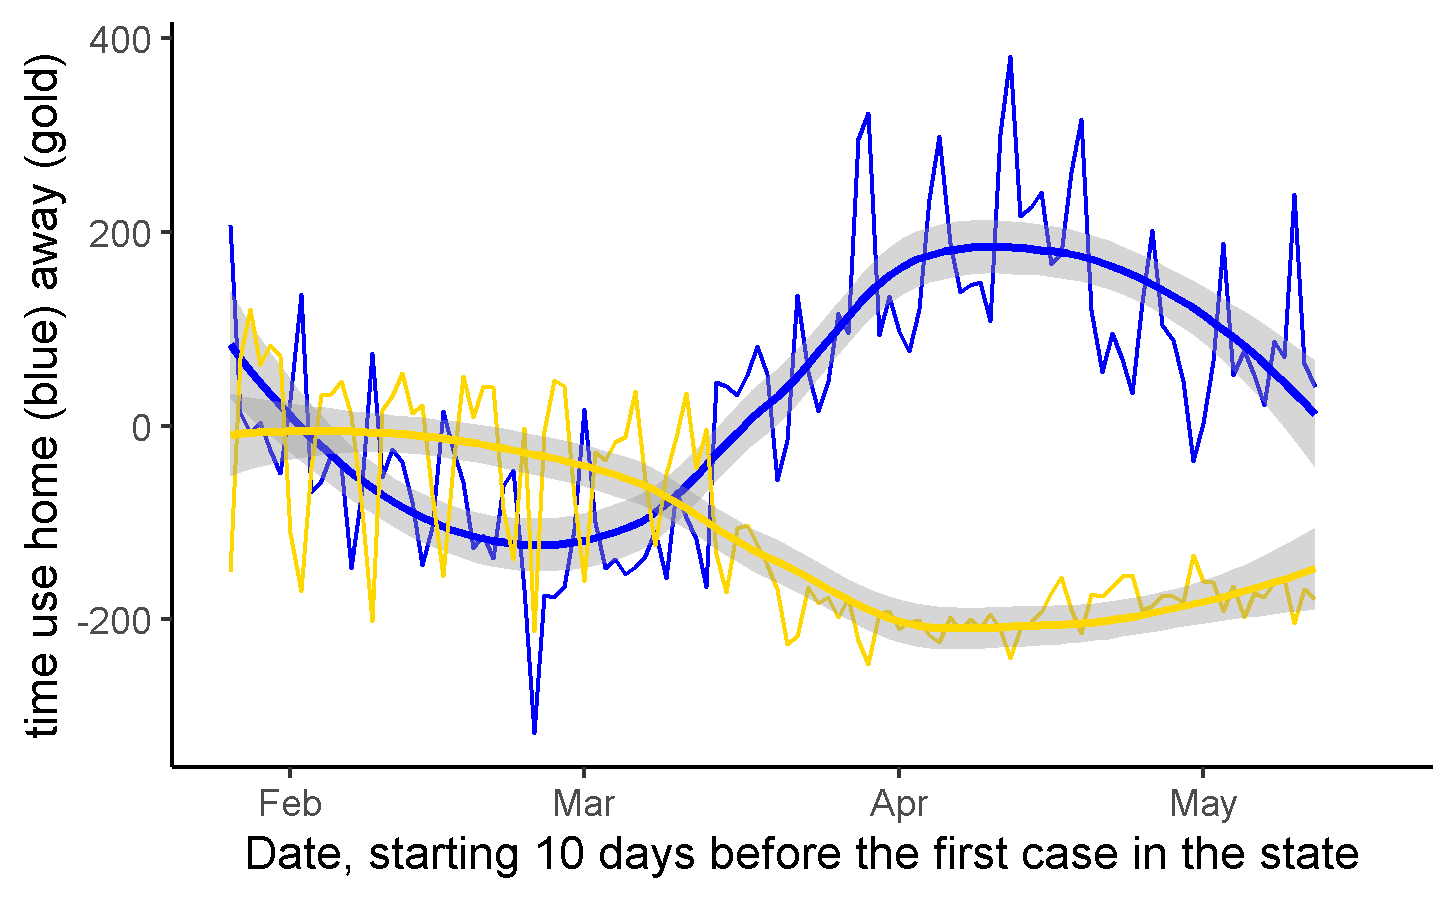 time use home (blue) away (gold)
400
200
0
-200
Feb Mar Apr May
Date, starting 10 days before the first case in the state